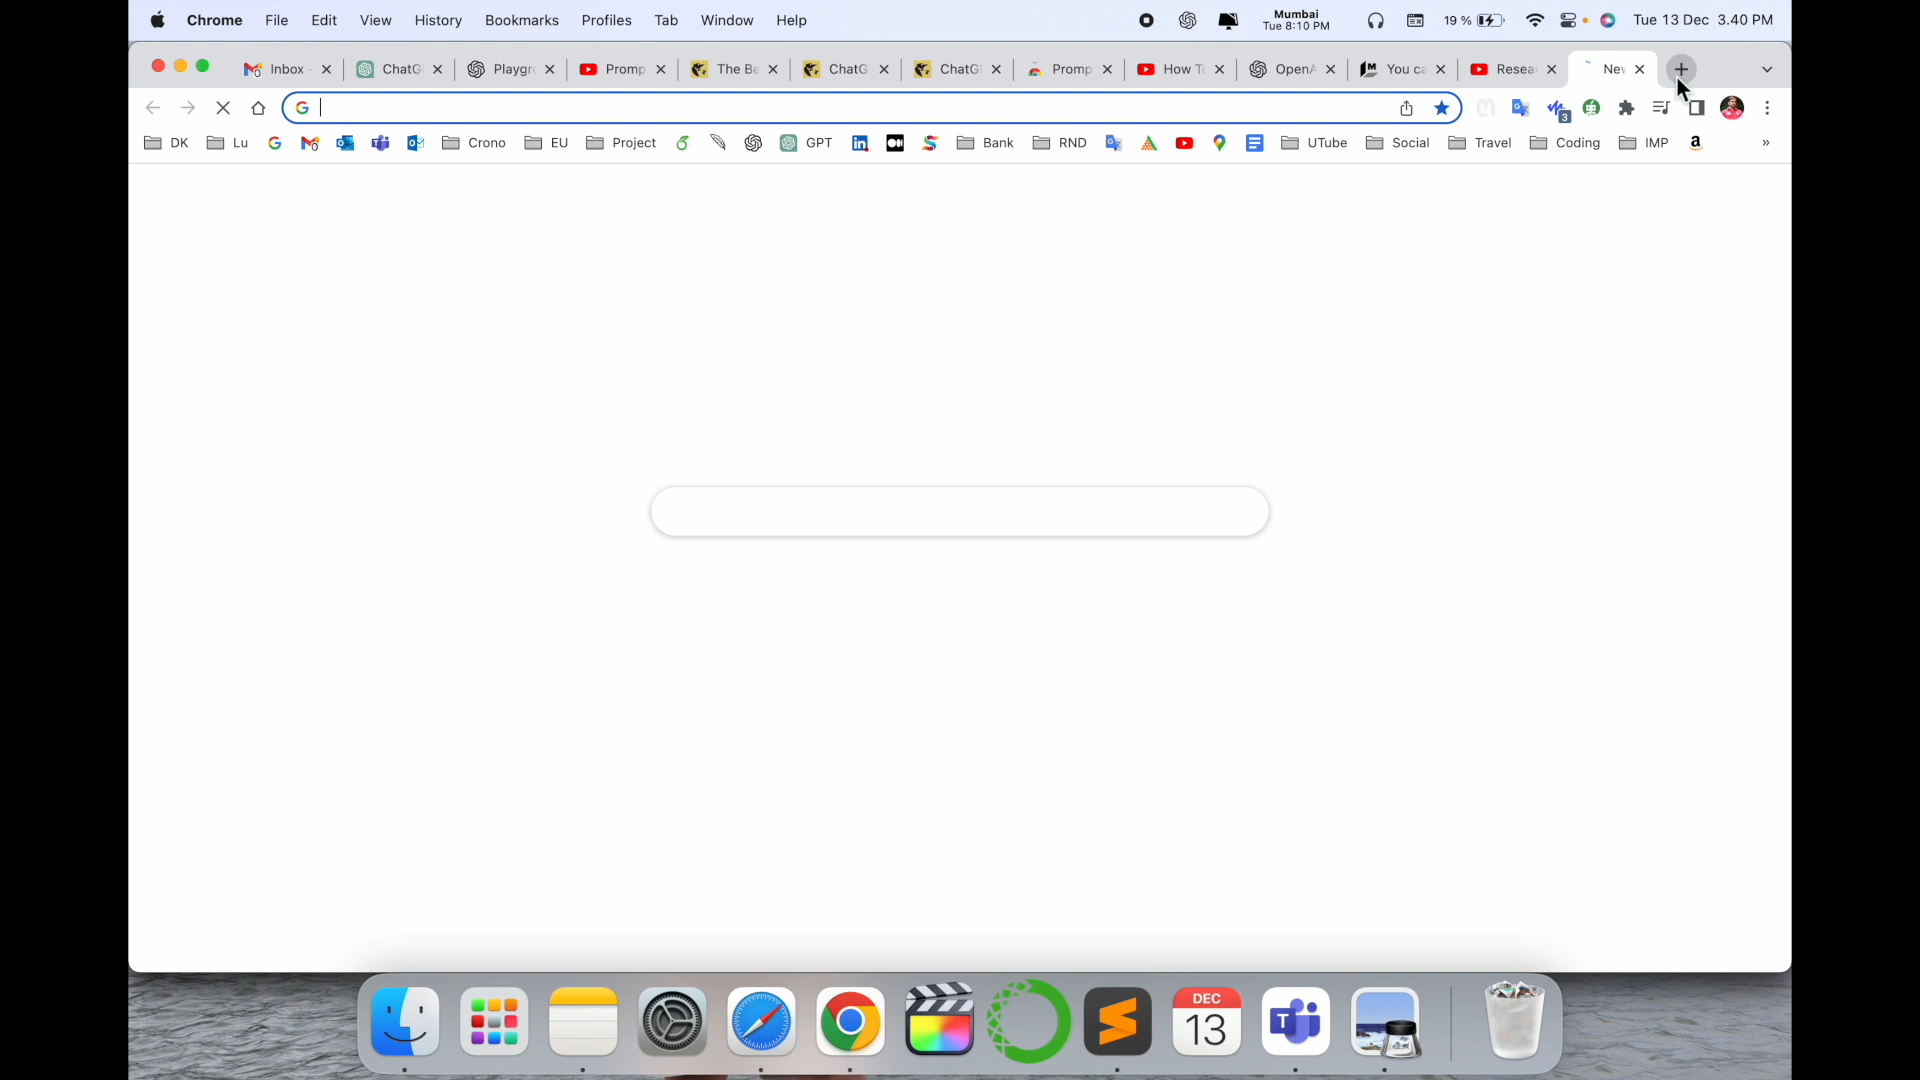 Chrome File Edit View History Bookmarks Profiles Tab Window Help Mumbai 19 % Tue 13 Dec 3.40 PM
Tue 8:10 PM
Inbox - ChatG Playgr Promp The Be ChatG ChatG Promp How T OpenA You ca Resea New
3
DK Lu Crono EU Project GPT Bank RND UTube Social Travel Coding IMP »
DEC
13